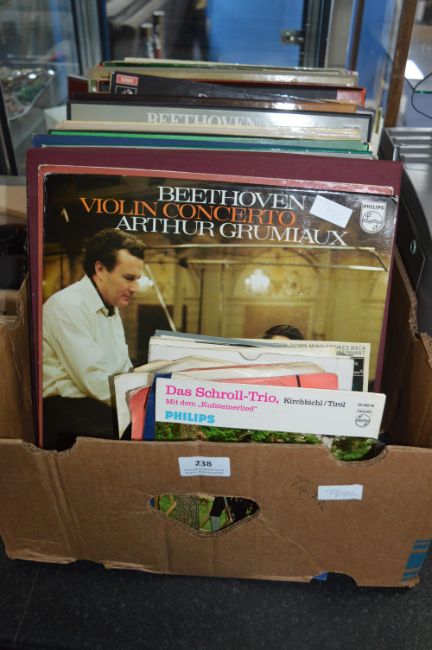 BEETHOVEN
BEETHOVEN
VIOLIN CONCERTO
ARTHUR GRUMIAUX
PHILIPS
Das Schroll-Trio, Kirchbichl/Tirol
Mit dem „Kufsteinerlied"
PHILIPS
238